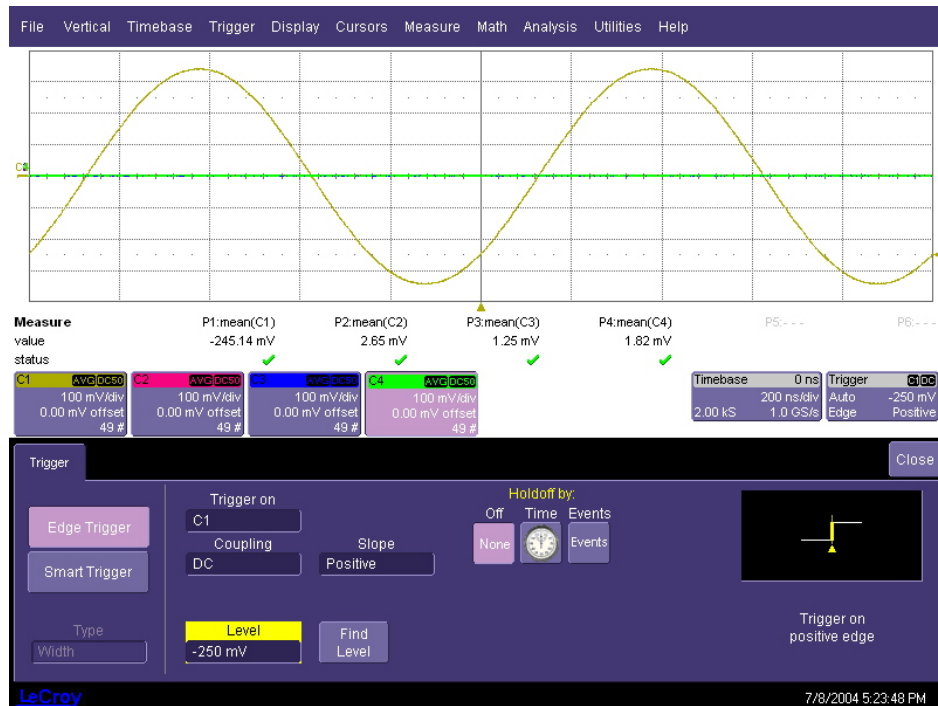 File Vertical Timebase Trigger Display Cursors Measure Math Analysis Utilities Help
Measure P1:mean(C1) P2:mean(C2) P3:mean(C3) P4:mean(C4) P5:--- P6:---
value -245.14 mV 2.65 mV 1.25 mV 1.82 mV
status
C1 AVG DC50 C2 AVG DC50 C3 AVG DC50 C4 AVG DC50 Timebase 0 ns Trigger C1 DC
100 mV/div 100 mV/div 100 mV/div 100 mV/div 200 ns/div Auto -250 mV
0.00 mV offset 0.00 mV offset 0.00 mV offset 0.00 mV offset 2.00 kS 1.0 GS/s Edge Positive
49 # 49 # 49 # 49 #
Trigger Close
Trigger on Holdoff by:
Edge Trigger C1 Off Time Events
Coupling Slope None Events
Smart Trigger DC Positive
Type Level Find Level Trigger on
Width -250 mV positive edge
LeCroy 7/8/2004 5:23:48 PM